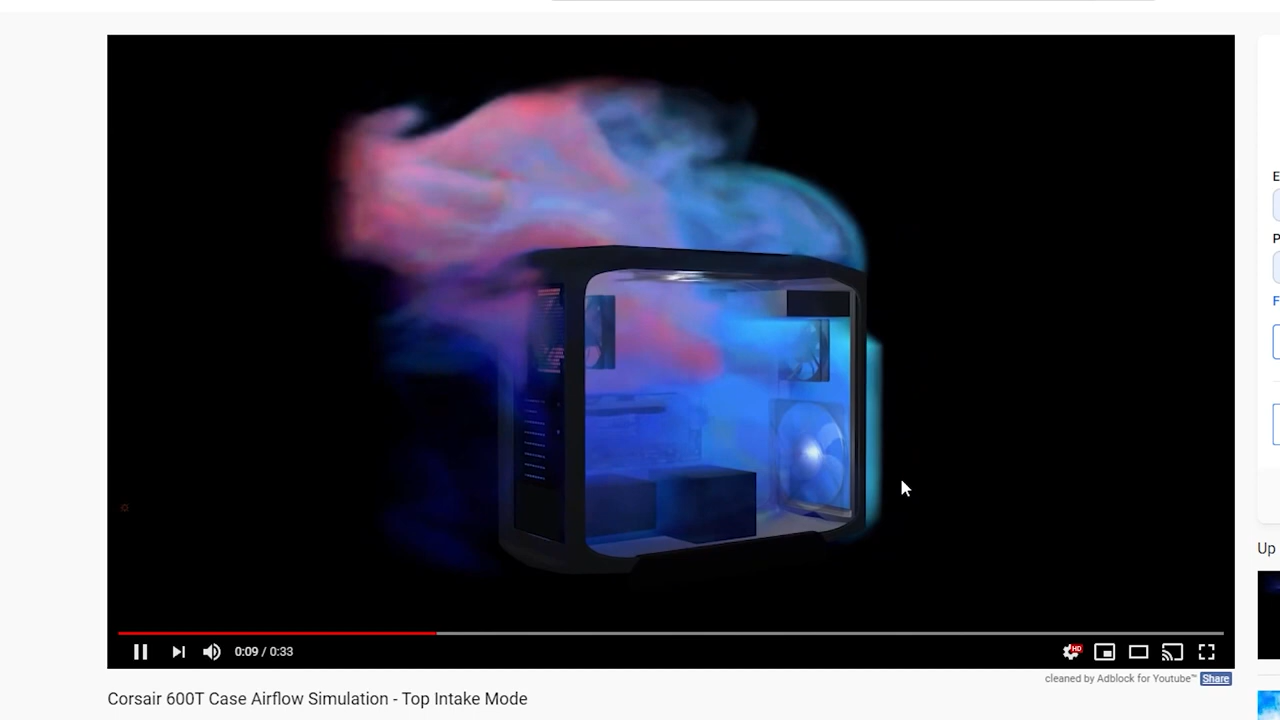 E
P
F
HD
0:09 / 0:33
cleaned by Adblock for Youtube™ Share
Corsair 600T Case Airflow Simulation - Top Intake Mode
Up